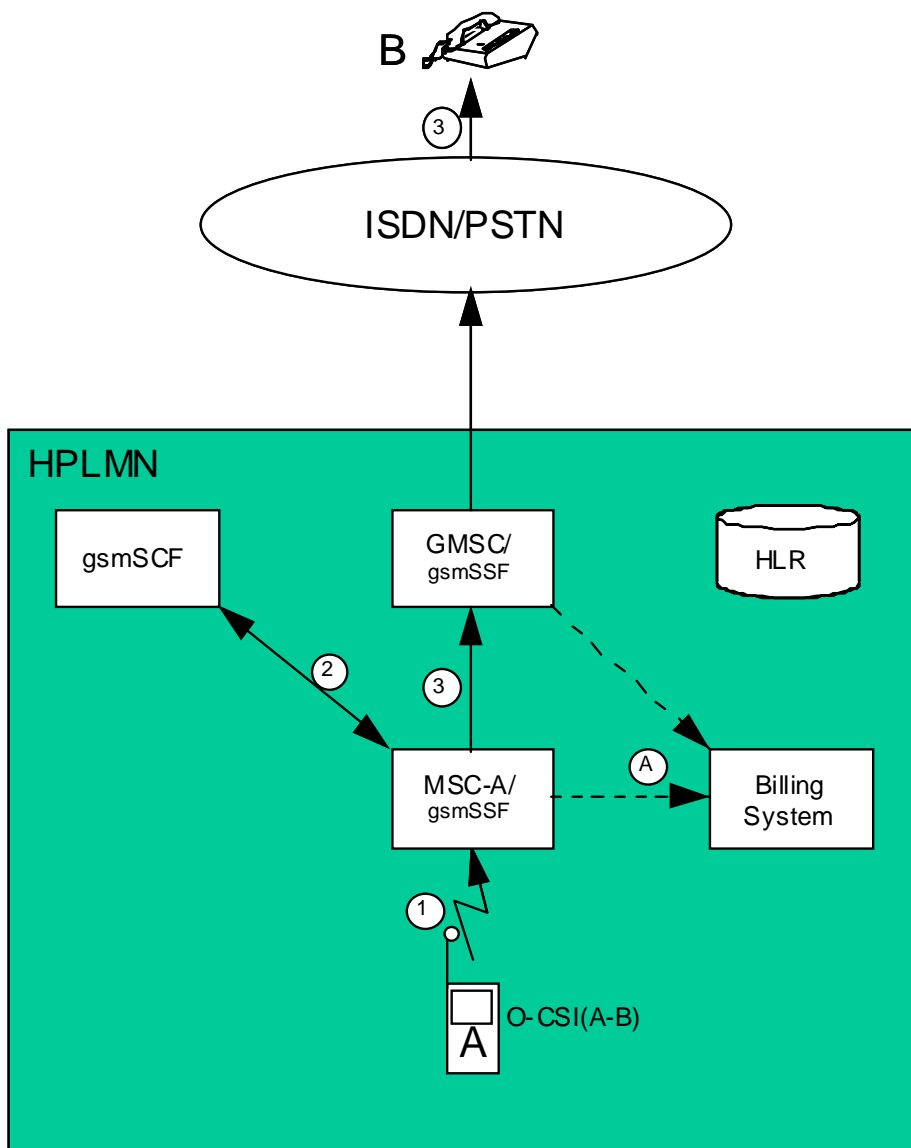 B
3
ISDN/PSTN
HPLMN
gsmSCF
GMSC/
gsmSSF
HLR
2
3
MSC-A/
gsmSSF
A
Billing
System
1
O-CSI(A-B)
A